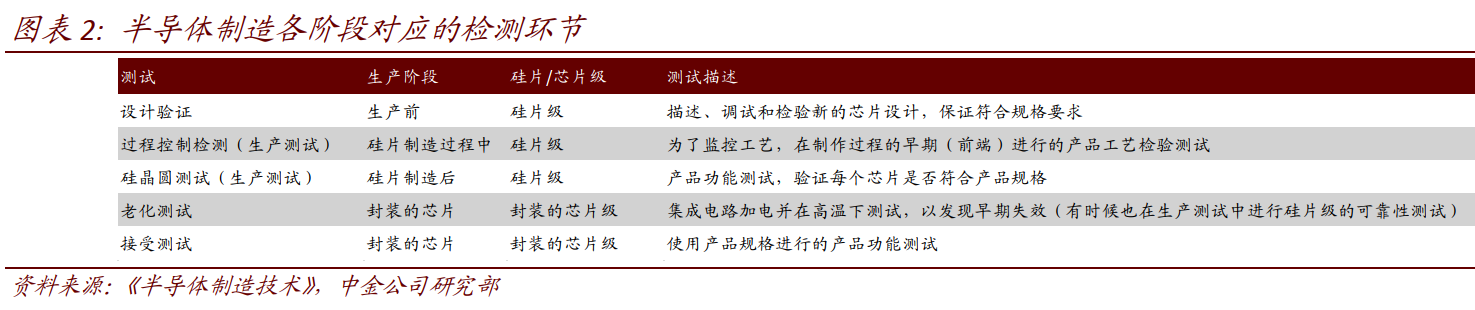 图表 2: 半导体制造各阶段对应的检测环节
测试 生产阶段 硅片/芯片级 测试描述
设计验证 生产前 硅片级 描述、调试和检验新的芯片设计，保证符合规格要求
过程控制检测（生产测试） 硅片制造过程中 硅片级 为了监控工艺，在制作过程的早期（前端）进行的产品工艺检验测试
硅晶圆测试（生产测试） 硅片制造后 硅片级 产品功能测试，验证每个芯片是否符合产品规格
老化测试 封装的芯片 封装的芯片级 集成电路加电并在高温下测试，以发现早期失效（有时候也在生产测试中进行硅片级的可靠性测试）
接受测试 封装的芯片 封装的芯片级 使用产品规格进行的产品功能测试
资料来源：《半导体制造技术》，中金公司研究部